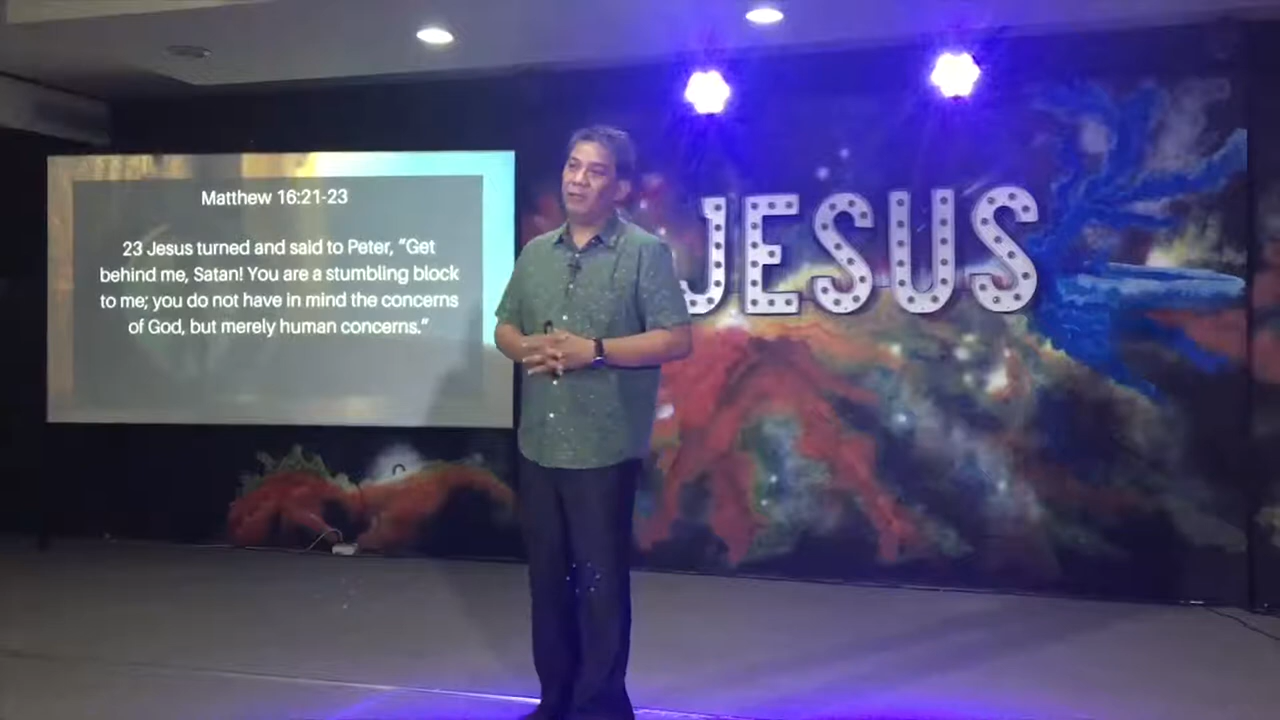 Matthew 16:21-23
23 Jesus turned and said to Peter, “Get
behind me, Satan! You are a stumbling block
to me; you do not have in mind the concerns
of God, but merely human concerns.”
JESUS